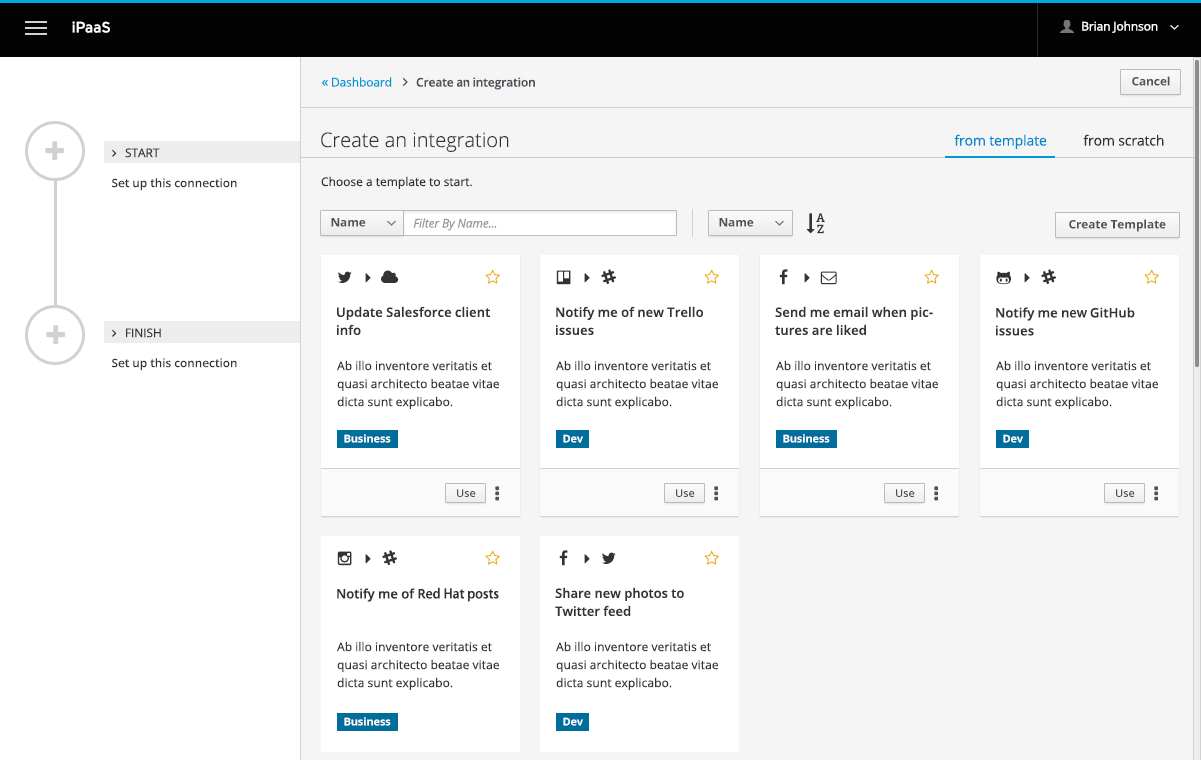 iPaaS
Brian Johnson
« Dashboard > Create an integration
Cancel
START
Set up this connection
FINISH
Set up this connection
Create an integration
from template
from scratch
Choose a template to start.
Name
Filter By Name...
Name
A
Z
Create Template
Update Salesforce client
info
Ab illo inventore veritatis et
quasi architecto beatae vitae
dicta sunt explicabo.
Business
Use
Notify me of new Trello
issues
Ab illo inventore veritatis et
quasi architecto beatae vitae
dicta sunt explicabo.
Dev
Use
Send me email when pic-
tures are liked
Ab illo inventore veritatis et
quasi architecto beatae vitae
dicta sunt explicabo.
Business
Use
Notify me new GitHub
issues
Ab illo inventore veritatis et
quasi architecto beatae vitae
dicta sunt explicabo.
Dev
Use
Notify me of Red Hat posts
Ab illo inventore veritatis et
quasi architecto beatae vitae
dicta sunt explicabo.
Business
Share new photos to
Twitter feed
Ab illo inventore veritatis et
quasi architecto beatae vitae
dicta sunt explicabo.
Dev